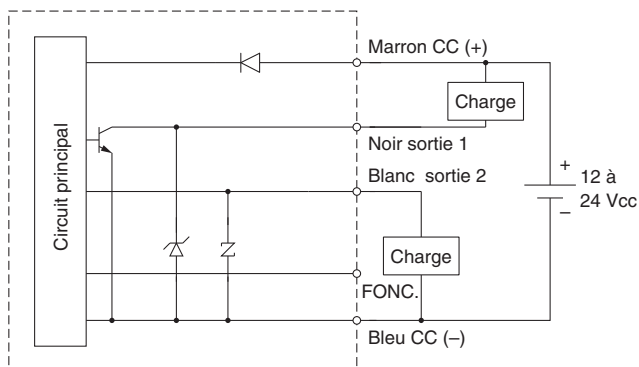 Marron CC (+)
Charge
Circuit principal
Noir sortie 1
Blanc sortie 2
+
12 à
24 Vcc
–
Charge
FONC.
Bleu CC (–)